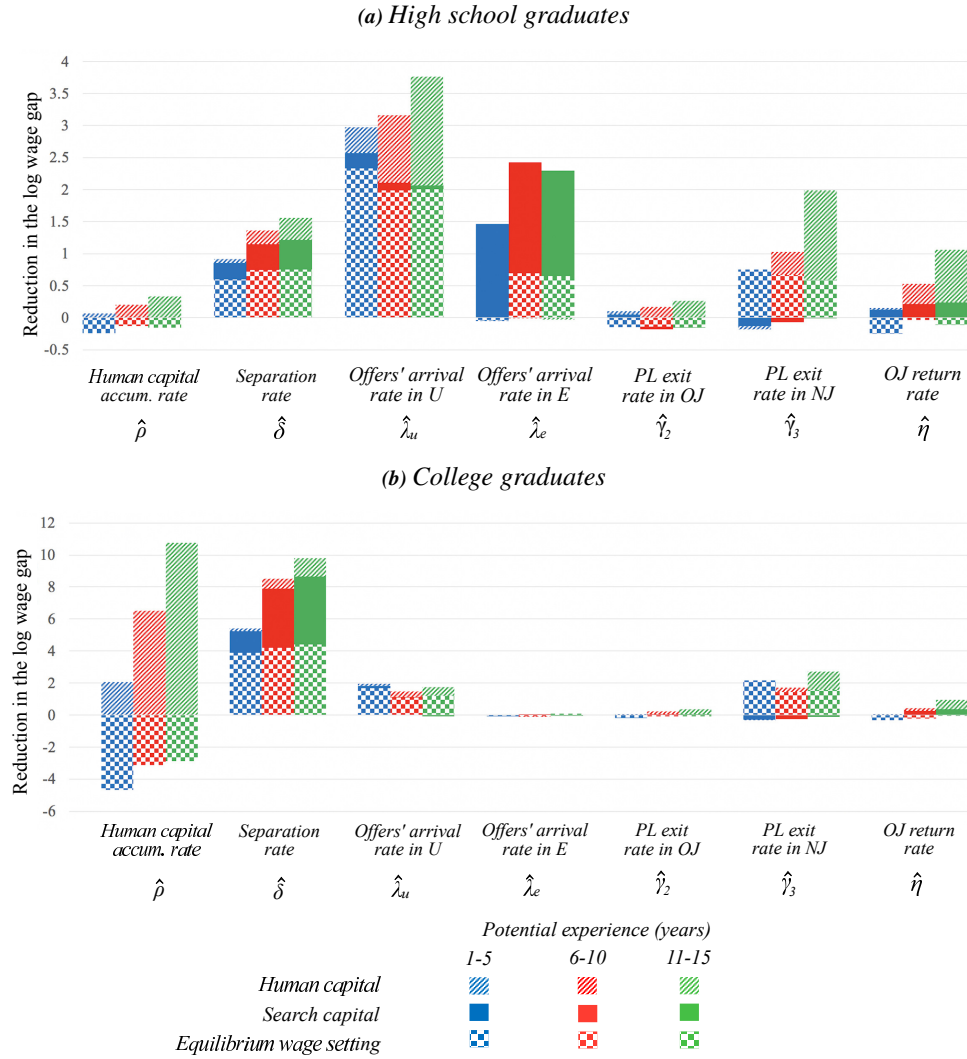 (a) High school graduates
Reduction in the log wage gap
4
3.5
3
2.5
2
1.5
1
0.5
0
-0.5
Human capital accum. rate
Separation rate
Offers' arrival rate in U
Offers' arrival rate in E
PL exit rate in OJ
PL exit rate in NJ
OJ return rate
ρ̂ δ̂ λ̂u λ̂e γ̂2 γ̂3 η̂
(b) College graduates
Reduction in the log wage gap
12
10
8
6
4
2
0
-2
-4
-6
Human capital accum. rate
Separation rate
Offers' arrival rate in U
Offers' arrival rate in E
PL exit rate in OJ
PL exit rate in NJ
OJ return rate
ρ̂ δ̂ λ̂u λ̂e γ̂2 γ̂3 η̂
Potential experience (years)
1-5 6-10 11-15
Human capital
Search capital
Equilibrium wage setting